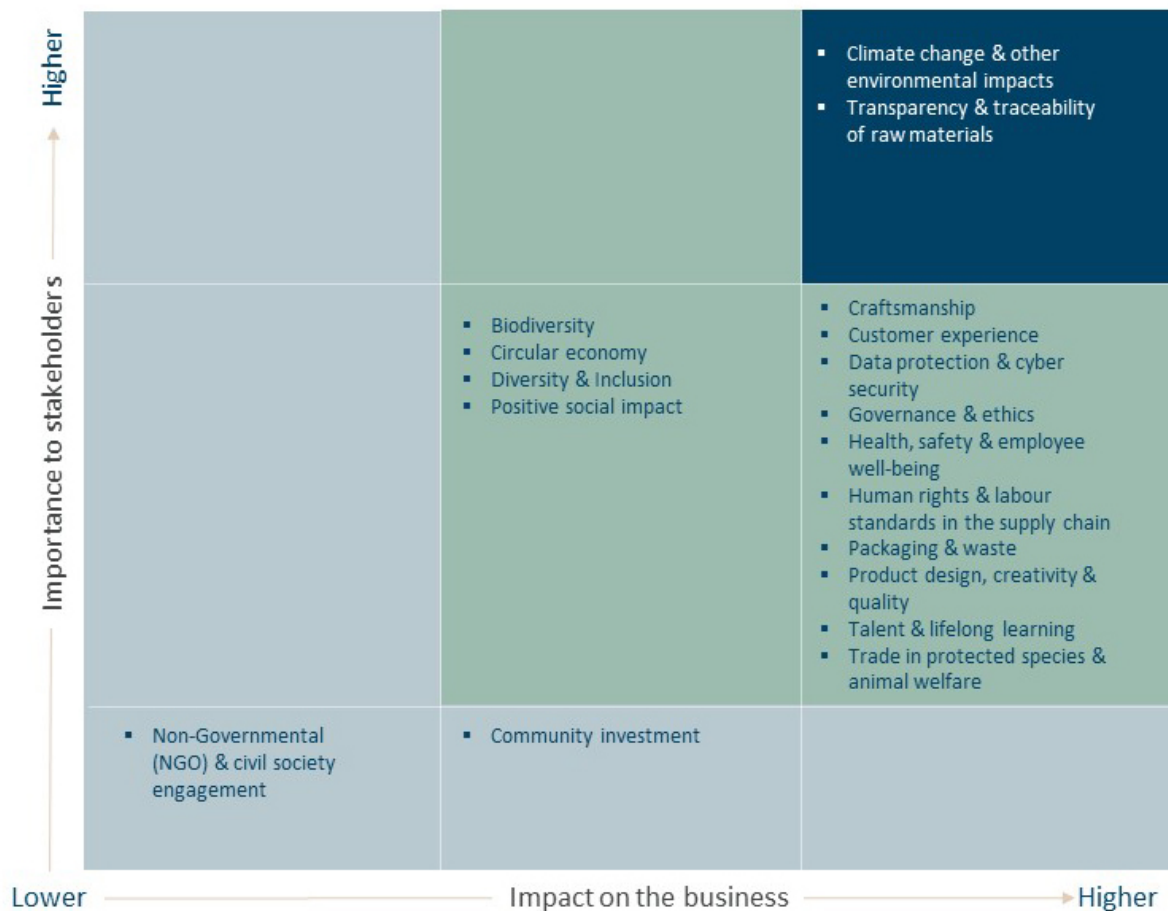 Higher
Importance to stakeholders
▪ Climate change & other
environmental impacts
▪ Transparency & traceability
of raw materials
▪ Biodiversity
▪ Circular economy
▪ Diversity & Inclusion
▪ Positive social impact
▪ Craftsmanship
▪ Customer experience
▪ Data protection & cyber
security
▪ Governance & ethics
▪ Health, safety & employee
well-being
▪ Human rights & labour
standards in the supply chain
▪ Packaging & waste
▪ Product design, creativity &
quality
▪ Talent & lifelong learning
▪ Trade in protected species &
animal welfare
▪ Non-Governmental
(NGO) & civil society
engagement
▪ Community investment
Lower
Impact on the business
Higher